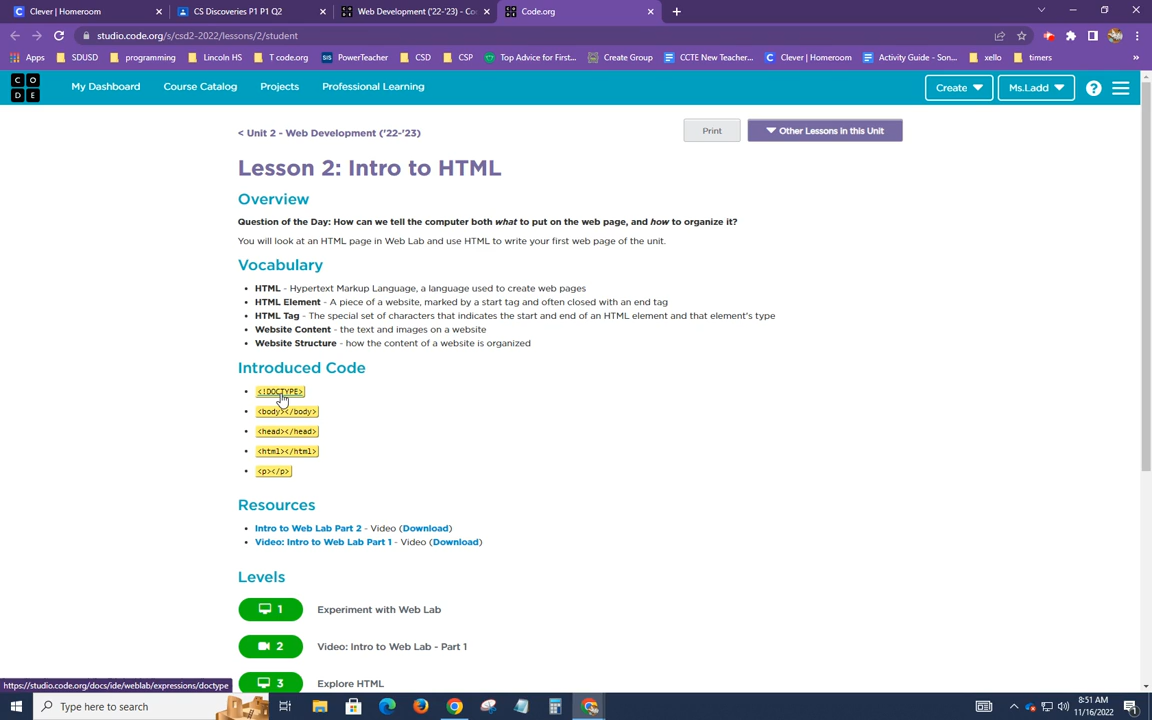 Clever | Homeroom
CS Discoveries P1 P1 Q2
Web Development ('22-'23) - Co
Code.org
studio.code.org/s/csd2-2022/lessons/2/student
Apps
SDUSD
programming
Lincoln HS
T code.org
SIS
PowerTeacher
CSD
CSP
Top Advice for First...
Create Group
CCTE New Teacher...
Clever | Homeroom
Activity Guide - Son...
xello
timers
»
C O
D E
My Dashboard
Course Catalog
Projects
Professional Learning
Create
Ms.Ladd
?
< Unit 2 - Web Development ('22-'23)
Print
Other Lessons in this Unit
Lesson 2: Intro to HTML
Overview
Question of the Day: How can we tell the computer both what to put on the web page, and how to organize it?
You will look at an HTML page in Web Lab and use HTML to write your first web page of the unit.
Vocabulary
• HTML - Hypertext Markup Language, a language used to create web pages
• HTML Element - A piece of a website, marked by a start tag and often closed with an end tag
• HTML Tag - The special set of characters that indicates the start and end of an HTML element and that element's type
• Website Content - the text and images on a website
• Website Structure - how the content of a website is organized
Introduced Code
• <!DOCTYPE>
• <body></body>
• <head></head>
• <html></html>
• <p></p>
Resources
• Intro to Web Lab Part 2 - Video (Download)
• Video: Intro to Web Lab Part 1 - Video (Download)
Levels
1 Experiment with Web Lab
2 Video: Intro to Web Lab - Part 1
3 Explore HTML
https://studio.code.org/docs/ide/weblab/expressions/doctype
Type here to search
8:51 AM
11/16/2022